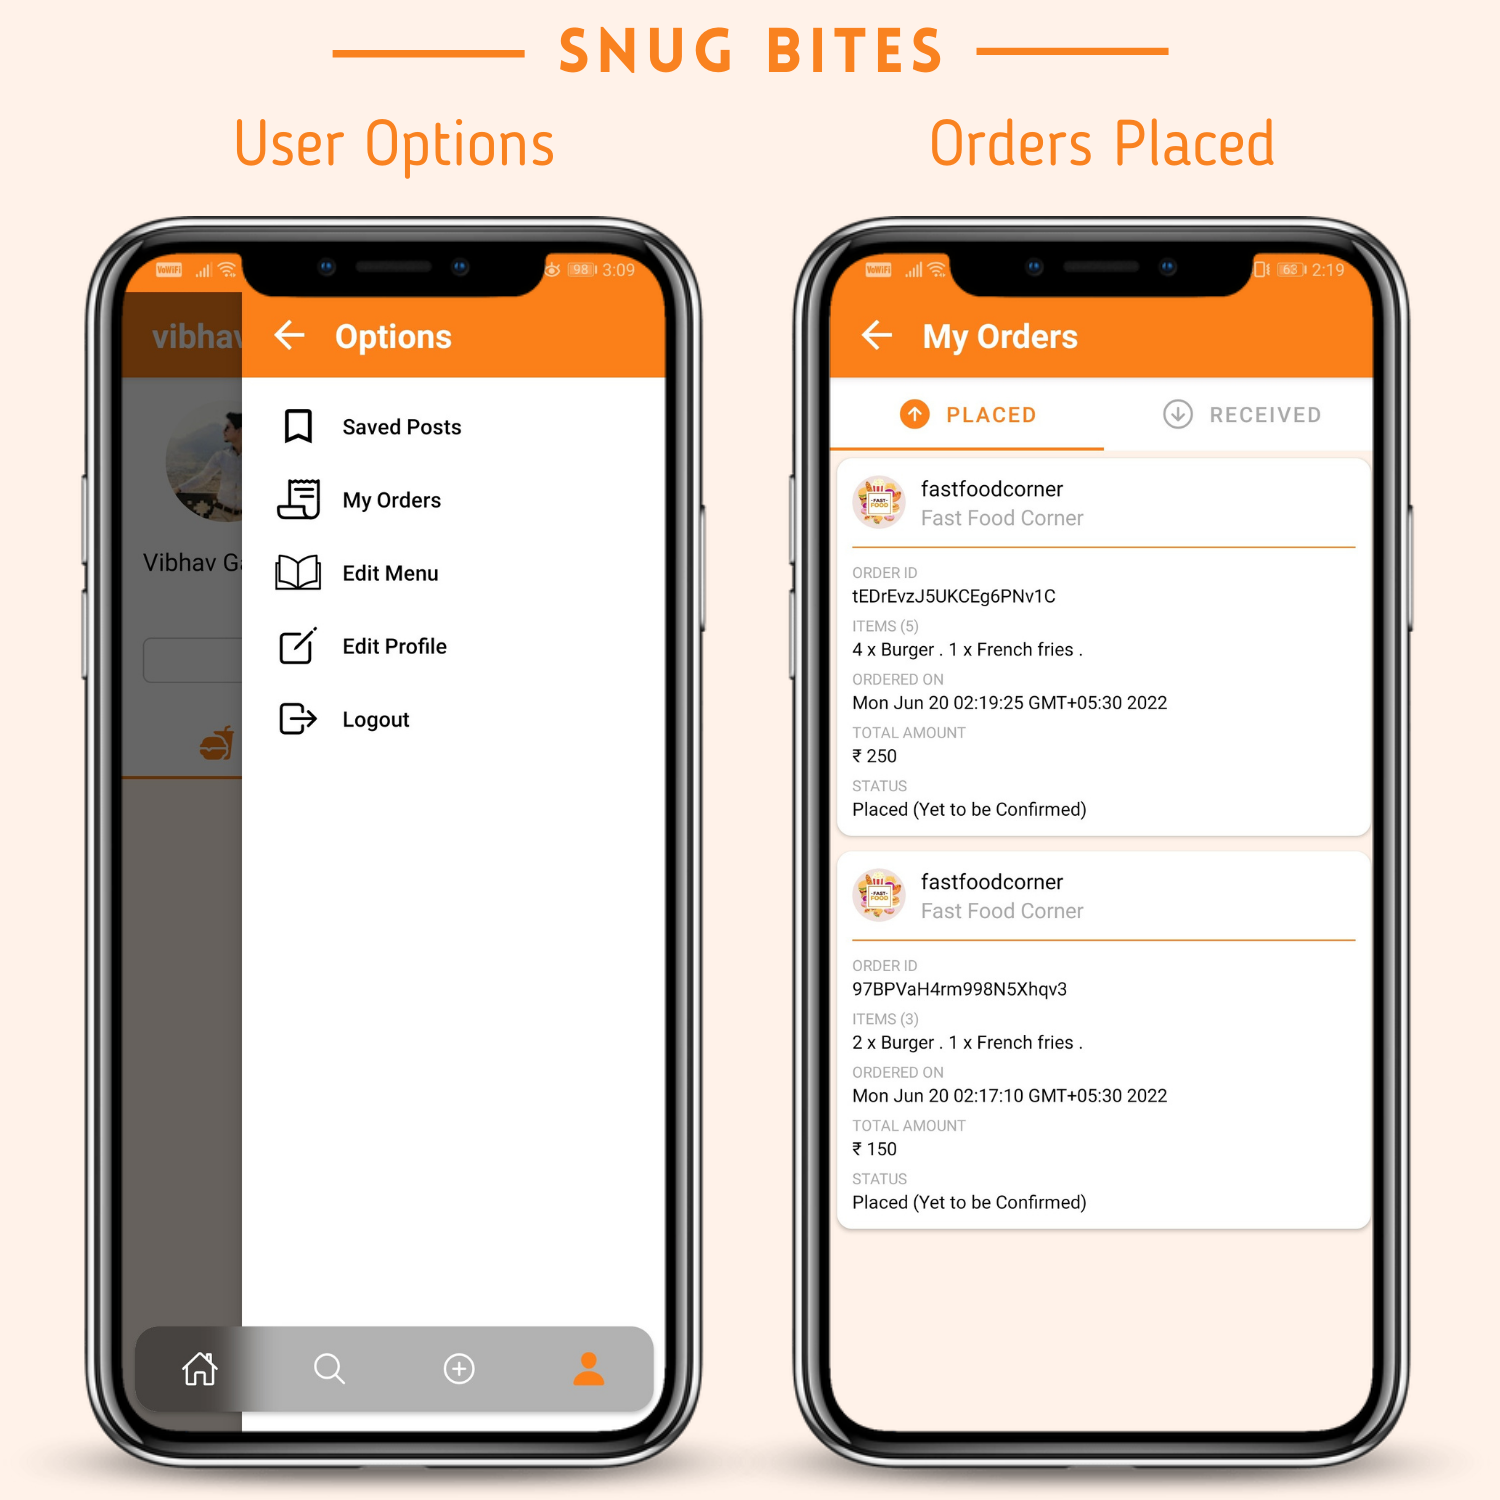 SNUG BITES
User Options
Orders Placed
VoWiFi
98
3:09
vibhav
Options
Vibhav Ga
Saved Posts
My Orders
Edit Menu
Edit Profile
Logout
VoWiFi
63
2:19
My Orders
PLACED
RECEIVED
-FAST-
FOOD
fastfoodcorner
Fast Food Corner
ORDER ID
tEDrEvzJ5UKCEg6PNv1C
ITEMS (5)
4 x Burger . 1 x French fries .
ORDERED ON
Mon Jun 20 02:19:25 GMT+05:30 2022
TOTAL AMOUNT
₹ 250
STATUS
Placed (Yet to be Confirmed)
-FAST-
FOOD
fastfoodcorner
Fast Food Corner
ORDER ID
97BPVaH4rm998N5Xhqv3
ITEMS (3)
2 x Burger . 1 x French fries .
ORDERED ON
Mon Jun 20 02:17:10 GMT+05:30 2022
TOTAL AMOUNT
₹ 150
STATUS
Placed (Yet to be Confirmed)